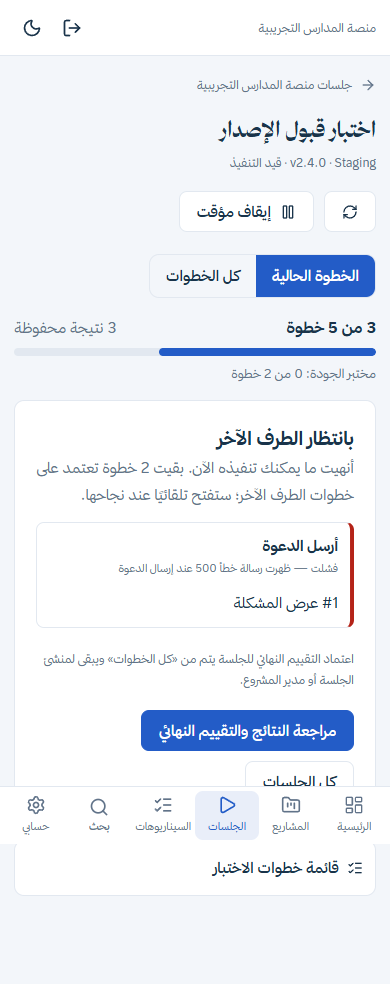 منصة المدارس التجريبية
جلسات منصة المدارس التجريبية
اختبار قبول الإصدار
Staging · v2.4.0 · قيد التنفيذ
إيقاف مؤقت
الخطوة الحالية
كل الخطوات
3 من 5 خطوة
3 نتيجة محفوظة
مختبر الجودة: 0 من 2 خطوة
بانتظار الطرف الآخر
أنهيت ما يمكنك تنفيذه الآن. بقيت 2 خطوة تعتمد على
خطوات الطرف الآخر؛ ستفتح تلقائيًا عند نجاحها.
أرسل الدعوة
فشلت — ظهرت رسالة خطأ 500 عند إرسال الدعوة
#1 عرض المشكلة
اعتماد التقييم النهائي للجلسة يتم من «كل الخطوات» ويبقى لمنشئ
الجلسة أو مدير المشروع.
مراجعة النتائج والتقييم النهائي
كل الجلسات
الرئيسية
المشاريع
الجلسات
السيناريوهات
بحث
حسابي
قائمة خطوات الاختبار